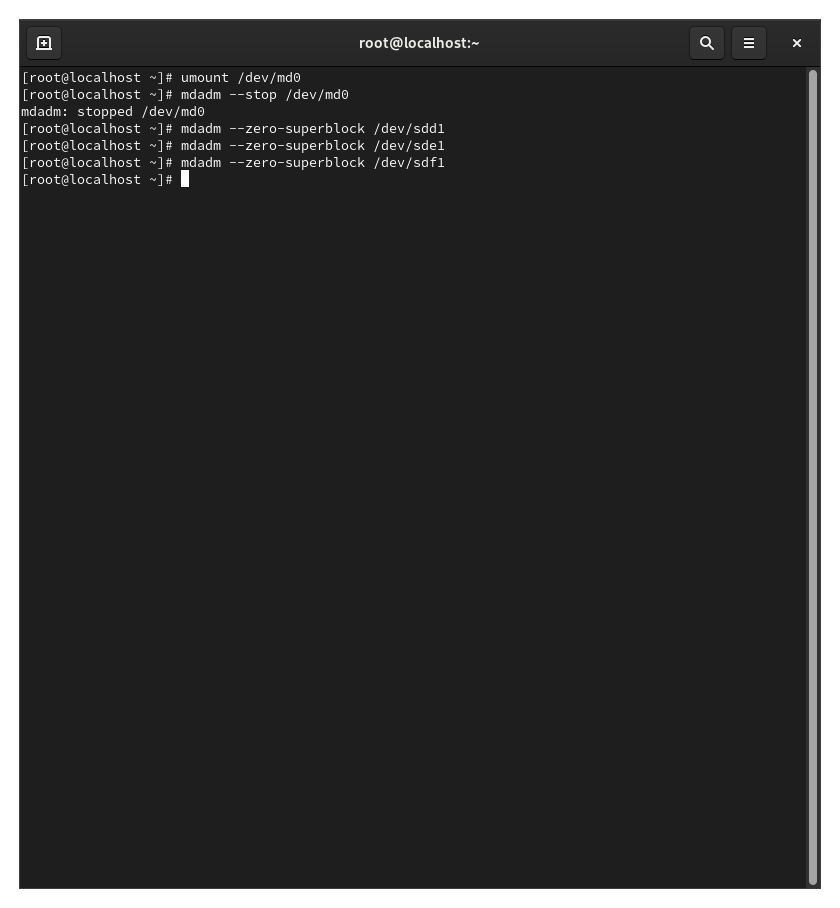 root@localhost:~
[root@localhost ~]# umount /dev/md0
[root@localhost ~]# mdadm --stop /dev/md0
mdadm: stopped /dev/md0
[root@localhost ~]# mdadm --zero-superblock /dev/sdd1
[root@localhost ~]# mdadm --zero-superblock /dev/sde1
[root@localhost ~]# mdadm --zero-superblock /dev/sdf1
[root@localhost ~]#